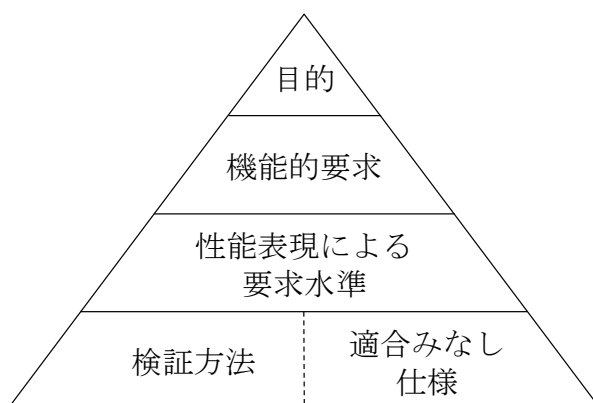 目的
機能的要求
性能表現による
要求水準
検証方法
適合みなし
仕様